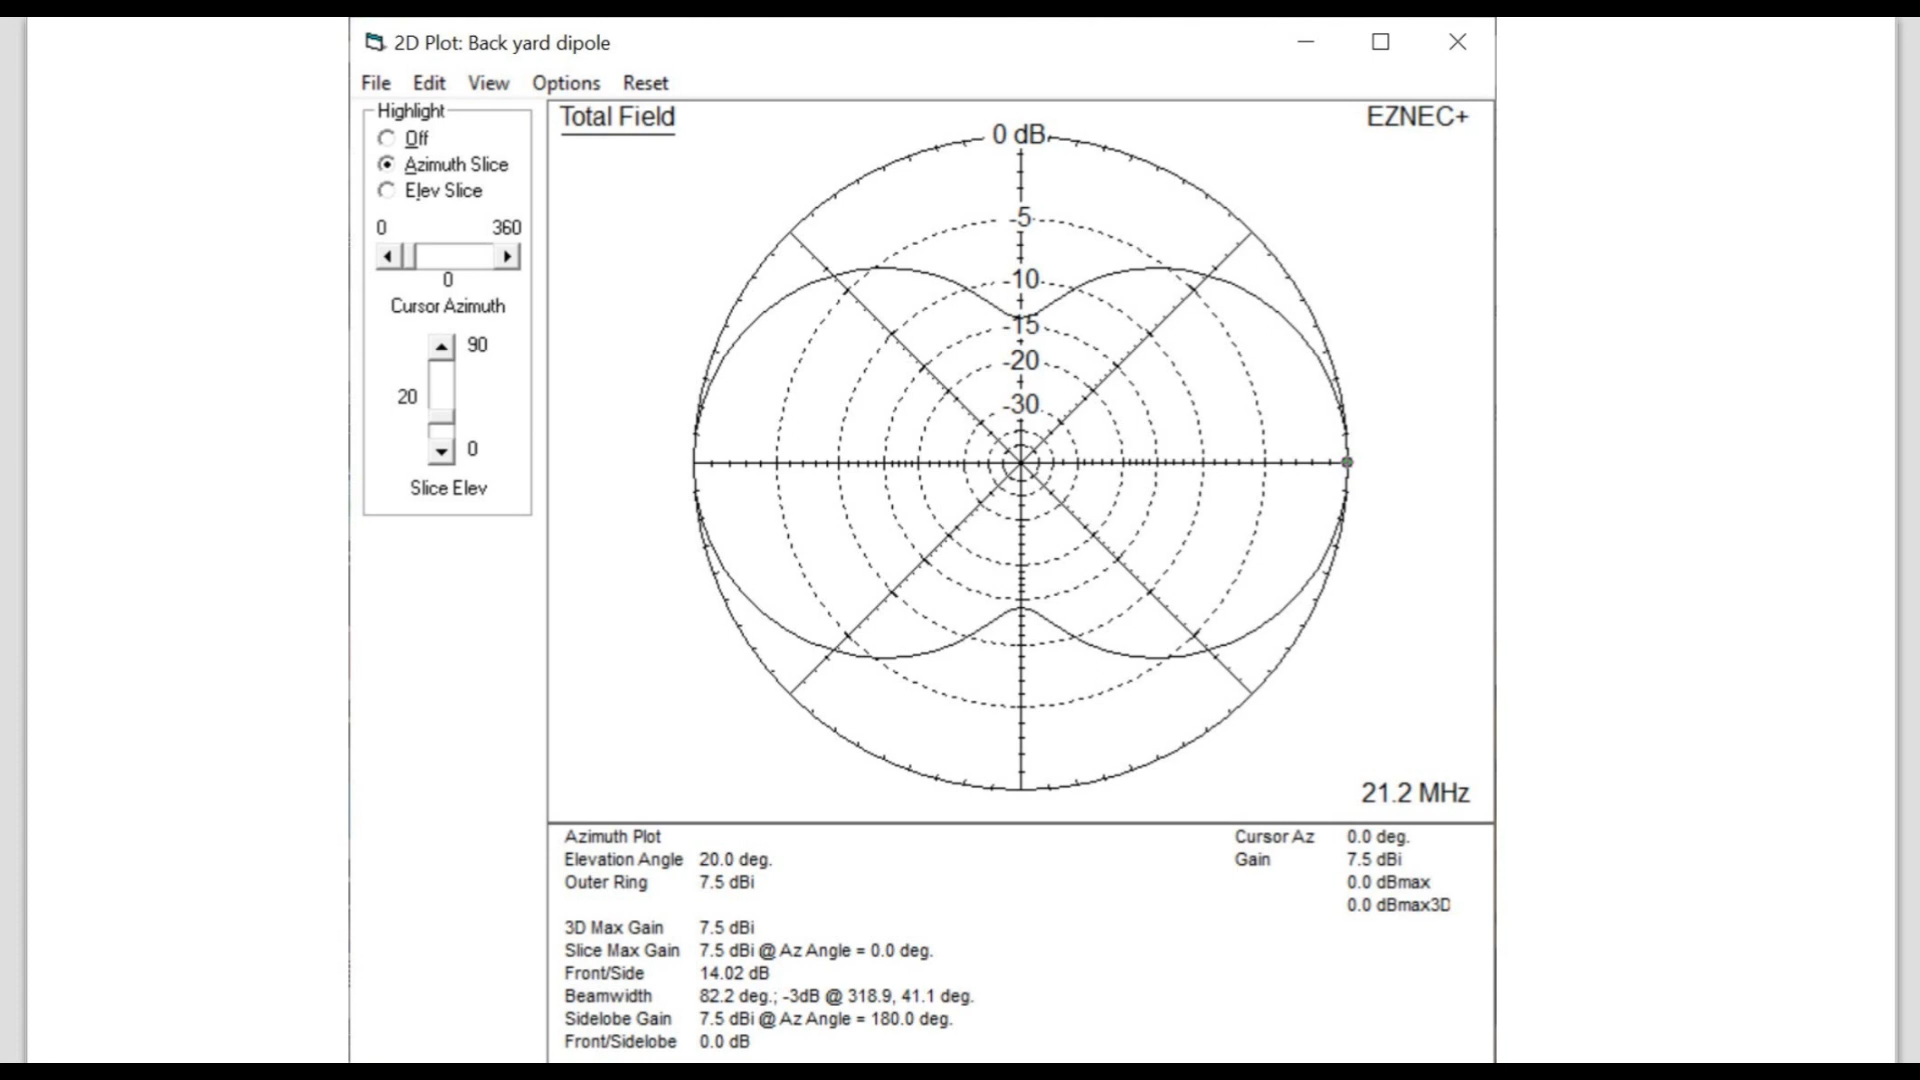 2D Plot: Back yard dipole
File Edit View Options Reset
Highlight
Off
Azimuth Slice
Elev Slice
0 360
0
Cursor Azimuth
90
20
0
Slice Elev
Total Field
EZNEC+
0 dB
-5
-10
-15
-20
-30
21.2 MHz
Azimuth Plot
Elevation Angle 20.0 deg.
Outer Ring 7.5 dBi
3D Max Gain 7.5 dBi
Slice Max Gain 7.5 dBi @ Az Angle = 0.0 deg.
Front/Side 14.02 dB
Beamwidth 82.2 deg.; -3dB @ 318.9, 41.1 deg.
Sidelobe Gain 7.5 dBi @ Az Angle = 180.0 deg.
Front/Sidelobe 0.0 dB
Cursor Az 0.0 deg.
Gain 7.5 dBi
0.0 dBmax
0.0 dBmax3D